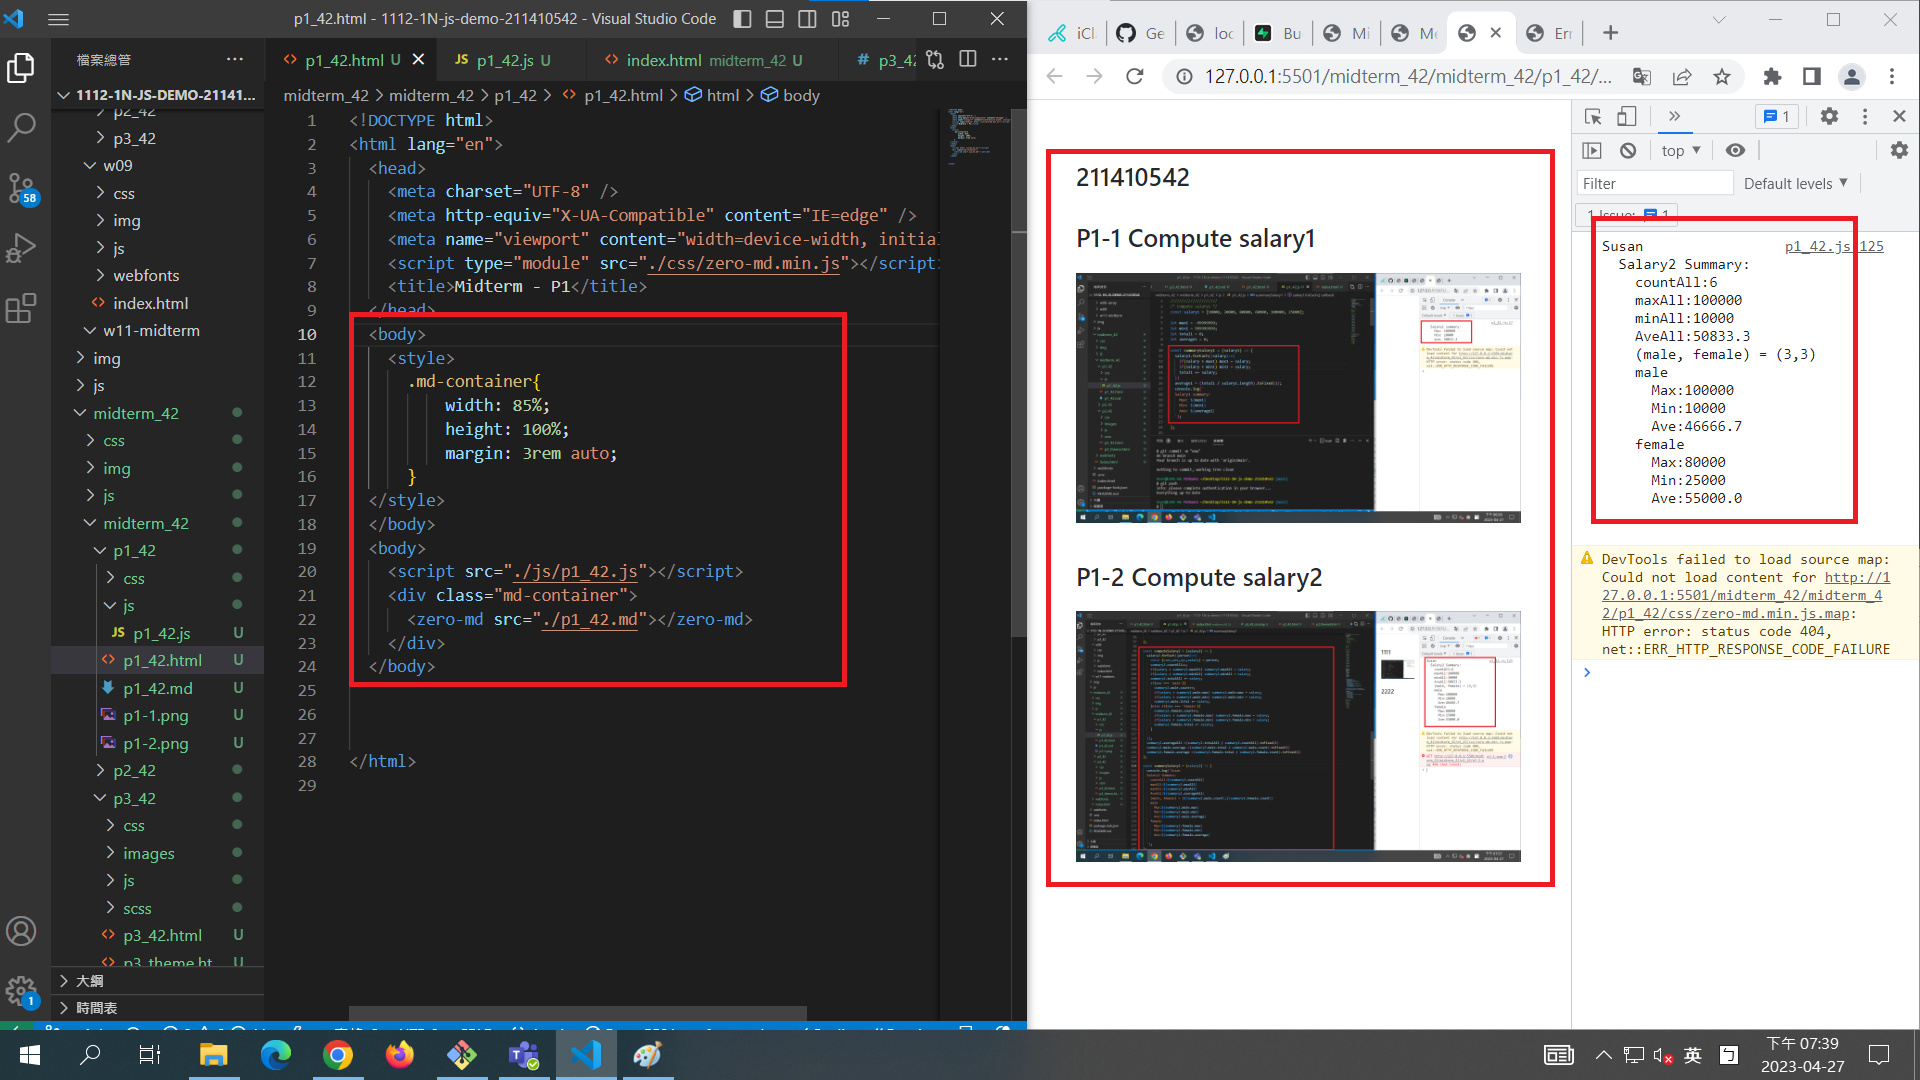 p1_42.html - 1112-1N-js-demo-211410542 - Visual Studio Code
檔案總管
1112-1N-JS-DEMO-21141...
p2_42
p3_42
w09
css
img
js
webfonts
index.html
w11-midterm
img
js
midterm_42
css
img
js
midterm_42
p1_42
css
js
JS p1_42.js U
p1_42.html U
p1_42.md U
p1-1.png U
p1-2.png U
p2_42
p3_42
css
images
js
scss
p3_42.html U
p3_theme.ht U
大綱
時間表
58
1
p1_42.html U
JS p1_42.js U
index.html midterm_42 U
# p3_42
midterm_42 > midterm_42 > p1_42 > p1_42.html > html > body
1 <!DOCTYPE html>
2 <html lang="en">
3 <head>
4 <meta charset="UTF-8" />
5 <meta http-equiv="X-UA-Compatible" content="IE=edge" />
6 <meta name="viewport" content="width=device-width, initial
7 <script type="module" src="./css/zero-md.min.js"></script>
8 <title>Midterm - P1</title>
9 </head>
10 <body>
11 <style>
12 .md-container{
13 width: 85%;
14 height: 100%;
15 margin: 3rem auto;
16 }
17 </style>
18 </body>
19 <body>
20 <script src="./js/p1_42.js"></script>
21 <div class="md-container">
22 <zero-md src="./p1_42.md"></zero-md>
23 </div>
24 </body>
25
26
27
28 </html>
29
iCl
Ge
loc
Bu
Mi
Me
Err
127.0.0.1:5501/midterm_42/midterm_42/p1_42/...
211410542
P1-1 Compute salary1
P1-2 Compute salary2
1
top
Filter
Default levels
1 Issue: 1
Susan p1_42.js:125
Salary2 Summary:
countAll:6
maxAll:100000
minAll:10000
AveAll:50833.3
(male, female) = (3,3)
male
Max:100000
Min:10000
Ave:46666.7
female
Max:80000
Min:25000
Ave:55000.0
DevTools failed to load source map:
Could not load content for http://1
27.0.0.1:5501/midterm_42/midterm_4
2/p1_42/css/zero-md.min.js.map:
HTTP error: status code 404,
net::ERR_HTTP_RESPONSE_CODE_FAILURE
英
下午 07:39
2023-04-27